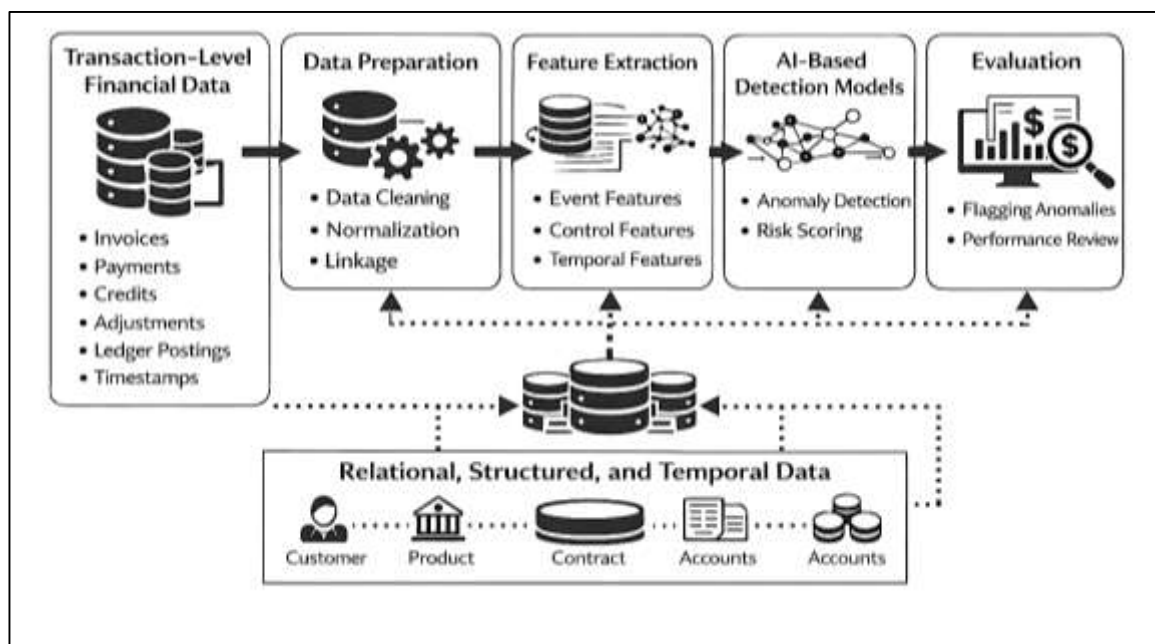 Transaction-Level
Financial Data
• Invoices
• Payments
• Credits
• Adjustments
• Ledger Postings
• Timestamps
Data Preparation
• Data Cleaning
• Normalization
• Linkage
Feature Extraction
• Event Features
• Control Features
• Temporal Features
AI-Based
Detection Models
• Anomaly Detection
• Risk Scoring
Evaluation
$
$
• Flagging Anomalies
• Performance Review
Relational, Structured, and Temporal Data
Customer
Product
Contract
Accounts
Accounts